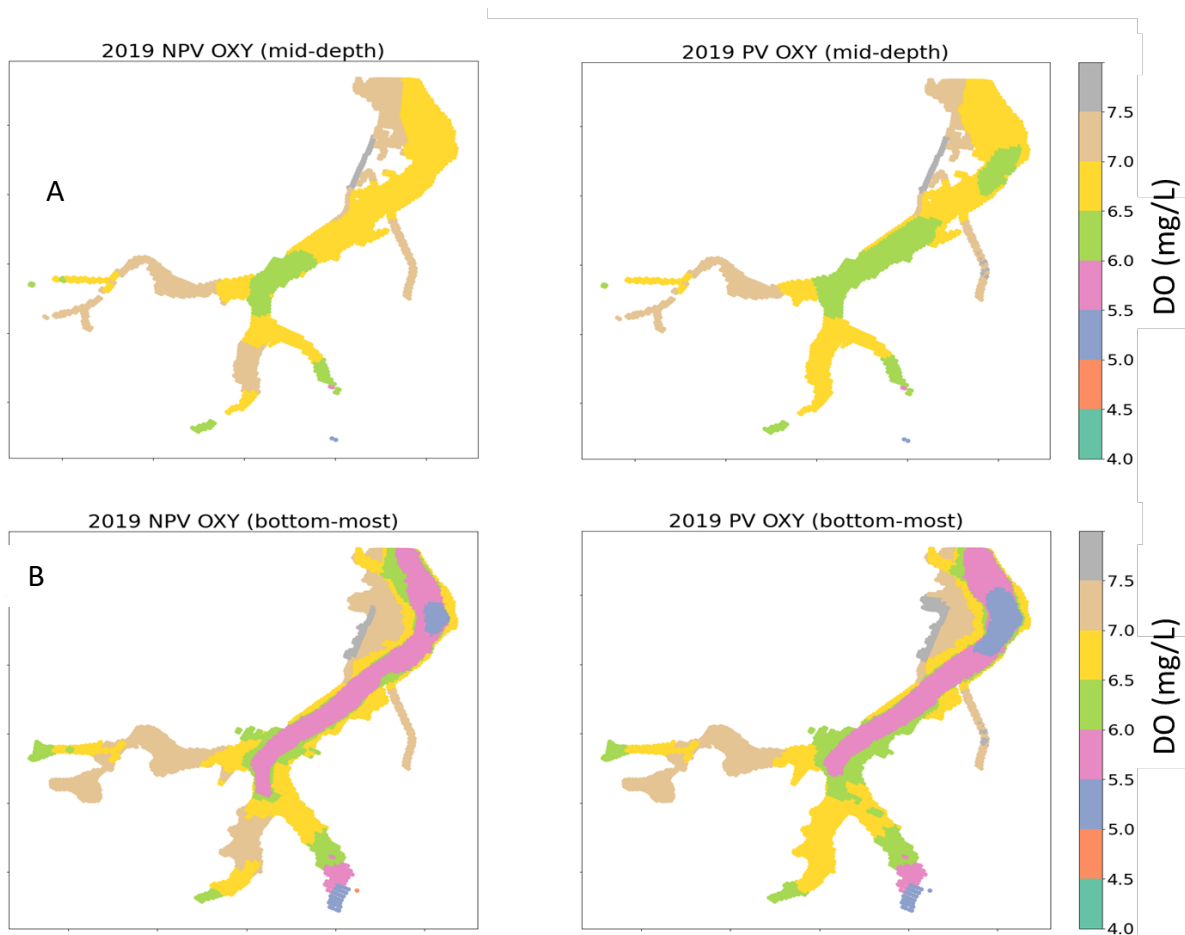 2019 NPV OXY (mid-depth)
2019 PV OXY (mid-depth)
A
7.5
7.0
6.5
6.0
5.5
5.0
4.5
4.0
DO (mg/L)
2019 NPV OXY (bottom-most)
2019 PV OXY (bottom-most)
B
7.5
7.0
6.5
6.0
5.5
5.0
4.5
4.0
DO (mg/L)